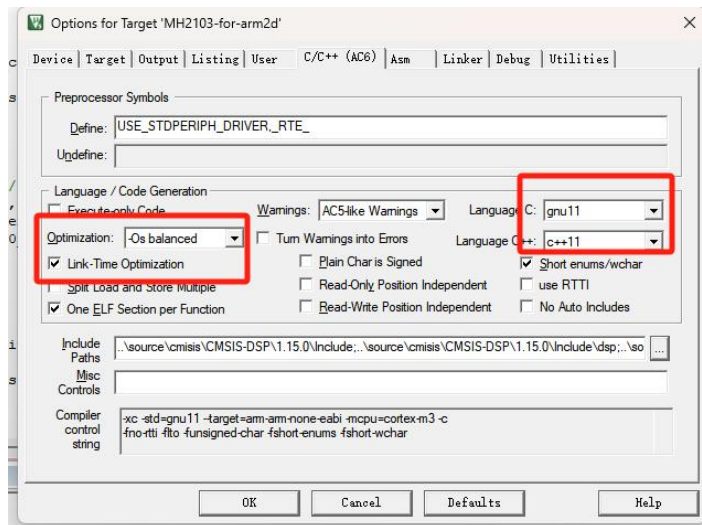 Options for Target 'MH2103-for-arm2d'
Device | Target | Output | Listing | User | C/C++ (AC6) | Asm | Linker | Debug | Utilities
Preprocessor Symbols
Define: USE_STDPERIPH_DRIVER,_RTE_
Undefine:
Language / Code Generation
Execute-only Code Warnings: AC5-like Warnings Language C: gnu11
Optimization: -Os balanced Turn Warnings into Errors Language C++: c++11
Link-Time Optimization Plain Char is Signed Short enums/wchar
Split Load and Store Multiple Read-Only Position Independent use RTTI
One ELF Section per Function Read-Write Position Independent No Auto Includes
Include Paths ..\source\cmisis\CMSIS-DSP\1.15.0\Include;..\source\cmisis\CMSIS-DSP\1.15.0\Include\dsp;..\so ...
Misc Controls
Compiler control string -xc -std=gnu11 --target=arm-arm-none-eabi -mcpu=cortex-m3 -c
-fno-rtti -flto -funsigned-char -fshort-enums -fshort-wchar
OK Cancel Defaults Help